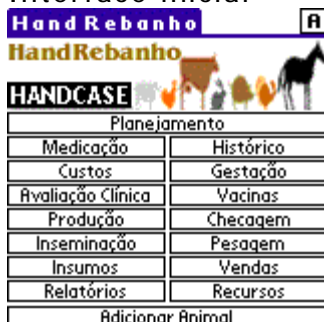 Interface Inicial
Hand Rebanho A
HandRebanho
HANDCASE
Planejamento
Medicação Histórico
Custos Gestação
Avaliação Clínica Vacinas
Produção Checagem
Inseminação Pesagem
Insumos Vendas
Relatórios Recursos
Adicionar Animal